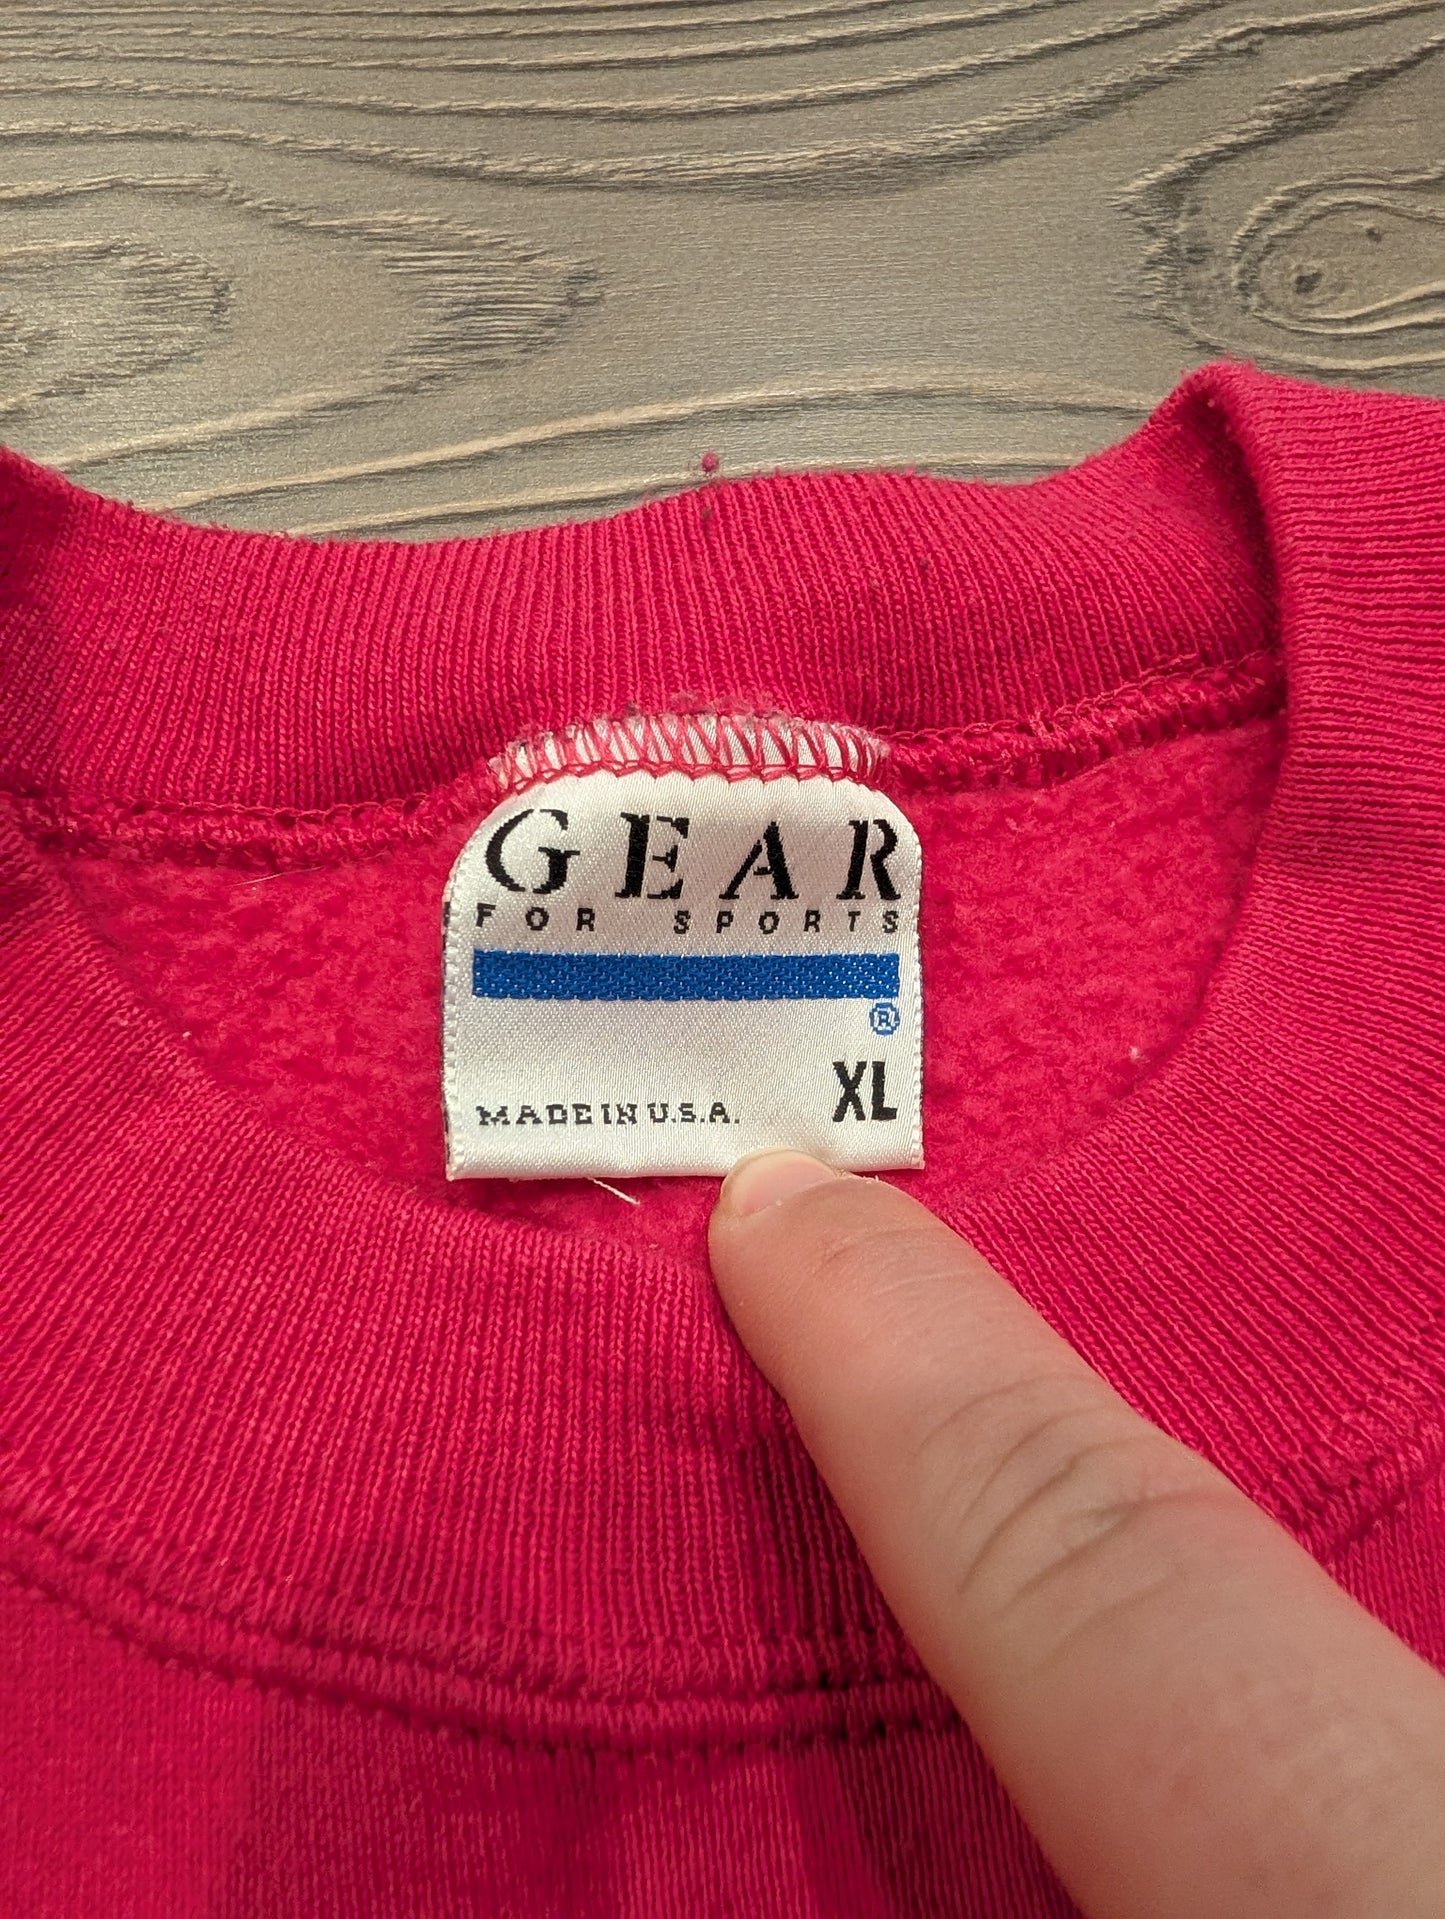 GEAR
FOR SPORTS
®
XL
MADE IN U.S.A.